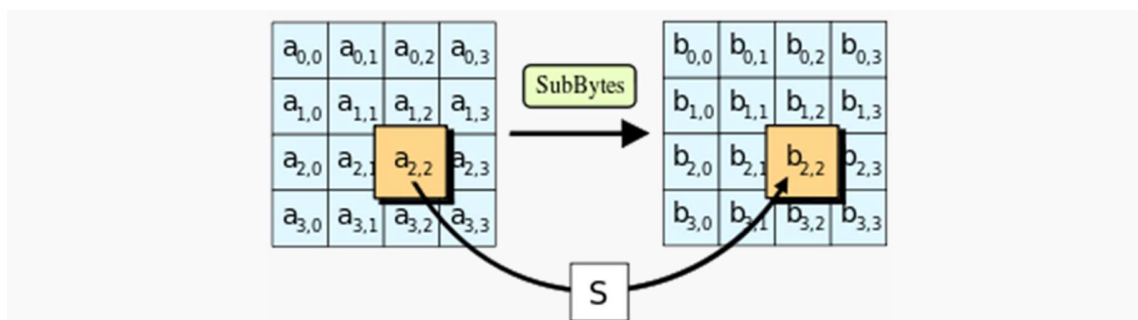 a0,0 a0,1 a0,2 a0,3 b0,0 b0,1 b0,2 b0,3
SubBytes
a1,0 a1,1 a1,2 a1,3 b1,0 b1,1 b1,2 b1,3
a2,0 a2,1 a2,2 a2,3 b2,0 b2,1 b2,2 b2,3
a3,0 a3,1 a3,2 a3,3 b3,0 b3,1 b3,2 b3,3
S